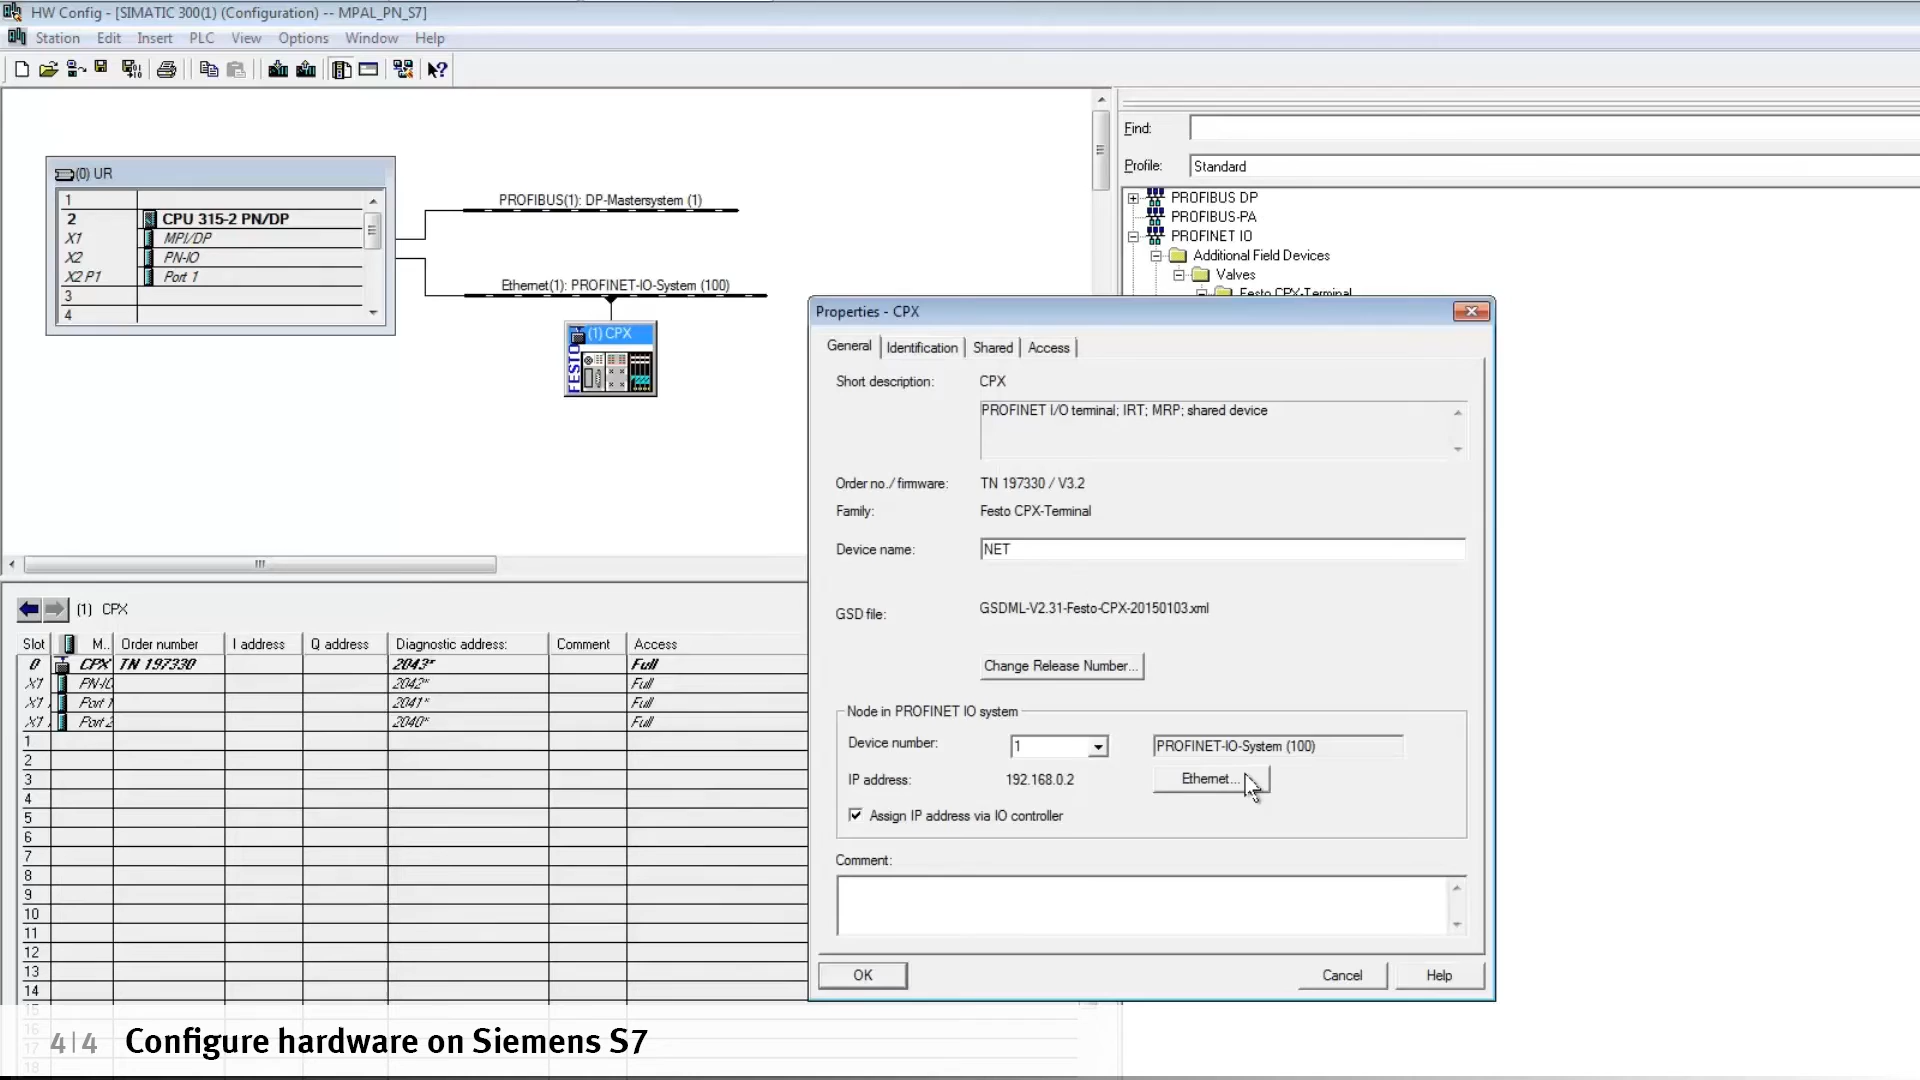 HW Config - [SIMATIC 300(1) (Configuration) -- MPAL_PN_S7]
Station Edit Insert PLC View Options Window Help
(0) UR
1
2 CPU 315-2 PN/DP
X1 MPI/DP
X2 PN-IO
X2 P1 Port 1
3
4
PROFIBUS(1): DP-Mastersystem (1)
Ethernet(1): PROFINET-IO-System (100)
(1) CPX
FESTO
Find:
Profile: Standard
PROFIBUS DP
PROFIBUS-PA
PROFINET IO
Additional Field Devices
Valves
Festo CPX-Terminal
Properties - CPX
General Identification Shared Access
Short description: CPX
PROFINET I/O terminal; IRT; MRP; shared device
Order no./ firmware: TN 197330 / V3.2
Family: Festo CPX-Terminal
Device name: NET
GSD file: GSDML-V2.31-Festo-CPX-20150103.xml
Change Release Number...
Node in PROFINET IO system
Device number: 1 PROFINET-IO-System (100)
IP address: 192.168.0.2 Ethernet...
Assign IP address via IO controller
Comment:
OK Cancel Help
(1) CPX
Slot M.. Order number I address Q address Diagnostic address: Comment Access
0 CPX TN 197330 2043* Full
X1 PN-IO 2042* Full
X1 Port 1 2041* Full
X1 Port 2 2040* Full
1
2
3
4
5
6
7
8
9
10
11
12
13
14
15
16
17
18
4|4 Configure hardware on Siemens S7